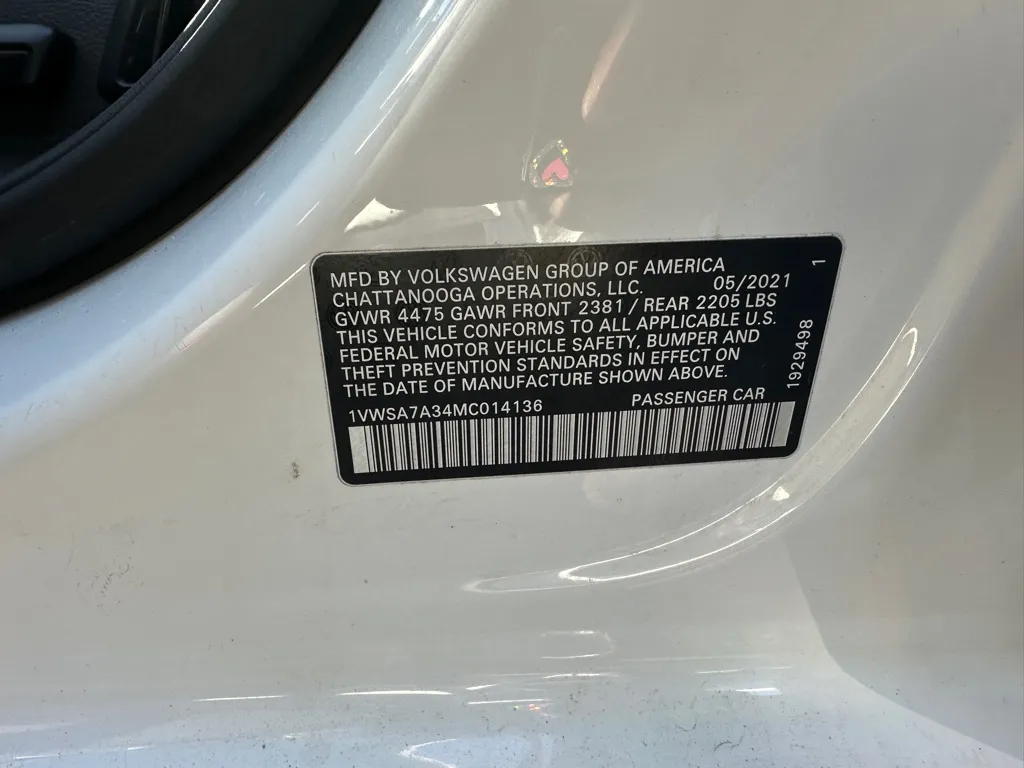 MFD BY VOLKSWAGEN GROUP OF AMERICA
CHATTANOOGA OPERATIONS, LLC. 05/2021
GVWR 4475 GAWR FRONT 2381 / REAR 2205 LBS
THIS VEHICLE CONFORMS TO ALL APPLICABLE U.S.
FEDERAL MOTOR VEHICLE SAFETY, BUMPER AND
THEFT PREVENTION STANDARDS IN EFFECT ON
THE DATE OF MANUFACTURE SHOWN ABOVE.
1VWSA7A34MC014136 PASSENGER CAR
1929498 1